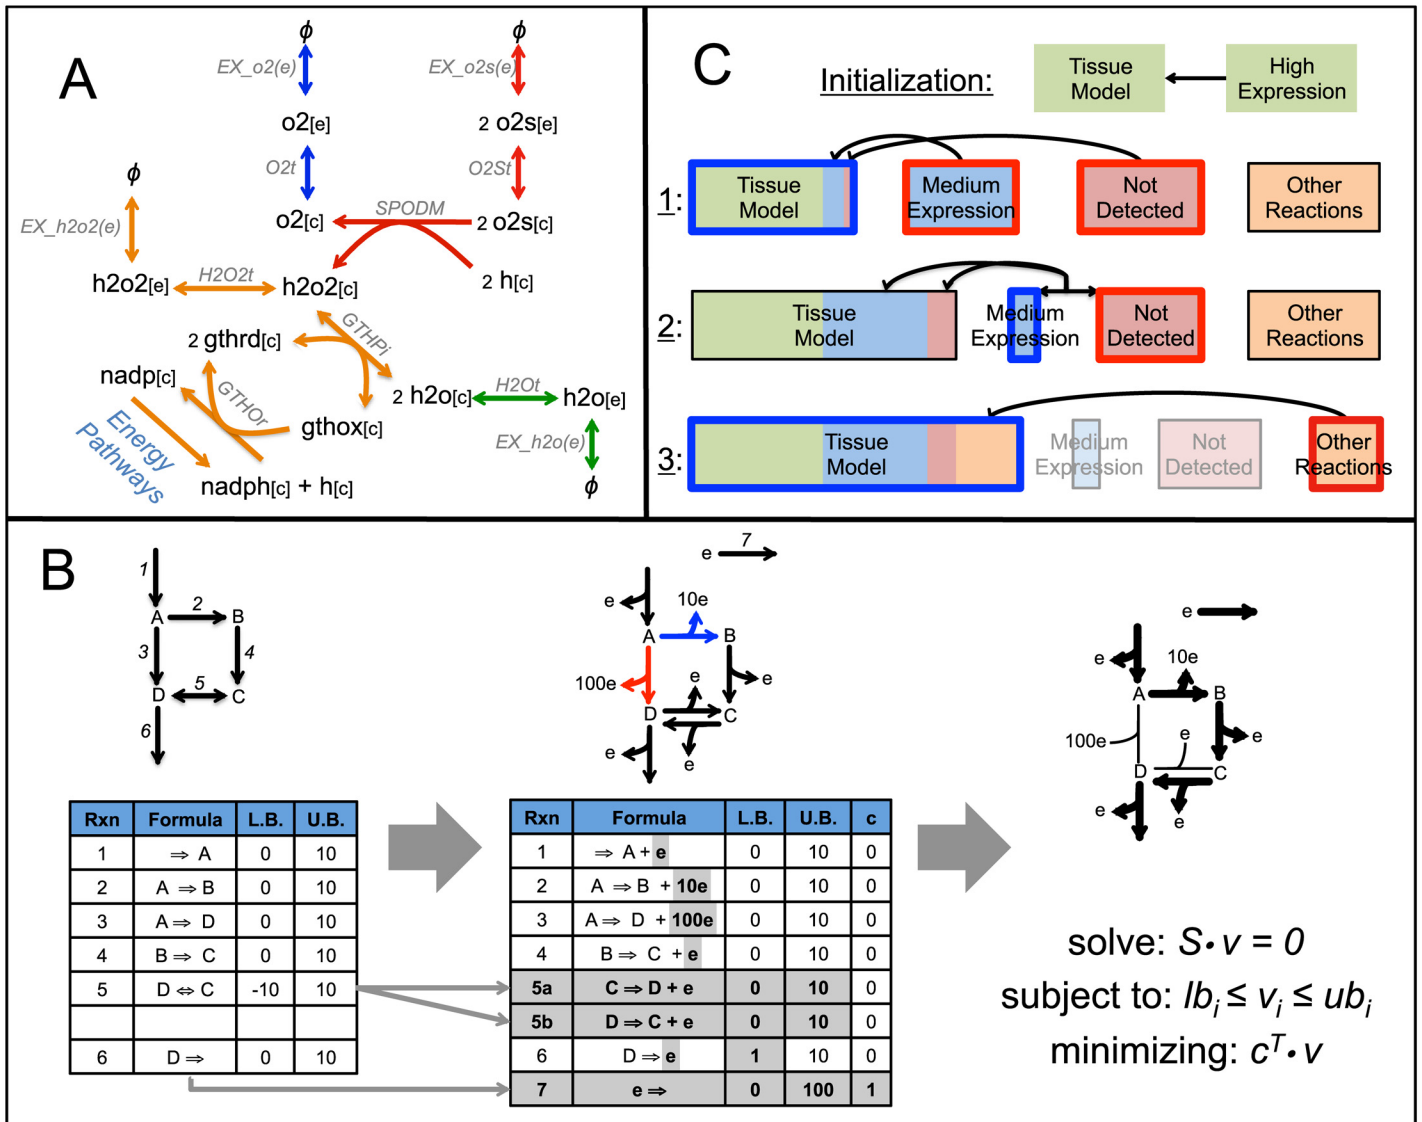 A
ϕ
ϕ
EX_o2(e)
EX_o2s(e)
o2[e]
2 o2s[e]
ϕ
O2t
O2St
EX_h2o2(e)
SPODM
o2[c]
2 o2s[c]
h2o2[e]
H2O2t
h2o2[c]
2 h[c]
2 gthrd[c]
GTHPi
nadp[c]
GTHOr
2 h2o[c]
H2Ot
h2o[e]
gthox[c]
EX_h2o(e)
Energy
Pathways
nadph[c] + h[c]
ϕ
C
Initialization:
Tissue
Model
High
Expression
1:
Tissue
Model
Medium
Expression
Not
Detected
Other
Reactions
2:
Tissue
Model
Medium
Expression
Not
Detected
Other
Reactions
3:
Tissue
Model
Medium
Expression
Not
Detected
Other
Reactions
B
1
A
2
B
3
4
D
5
C
6
e
7
e
10e
A
B
100e
e
e
D
C
e
e
e
e
10e
A
B
100e
e
e
D
C
e
e
Rxn Formula L.B. U.B.
1 ⇒ A 0 10
2 A ⇒ B 0 10
3 A ⇒ D 0 10
4 B ⇒ C 0 10
5 D ⇔ C -10 10
6 D ⇒ 0 10
Rxn Formula L.B. U.B. c
1 ⇒ A + e 0 10 0
2 A ⇒ B + 10e 0 10 0
3 A ⇒ D + 100e 0 10 0
4 B ⇒ C + e 0 10 0
5a C ⇒ D + e 0 10 0
5b D ⇒ C + e 0 10 0
6 D ⇒ e 1 10 0
7 e ⇒ 0 100 1
solve: S• v = 0
subject to: lbᵢ ≤ vᵢ ≤ ubᵢ
minimizing: cᵀ• v